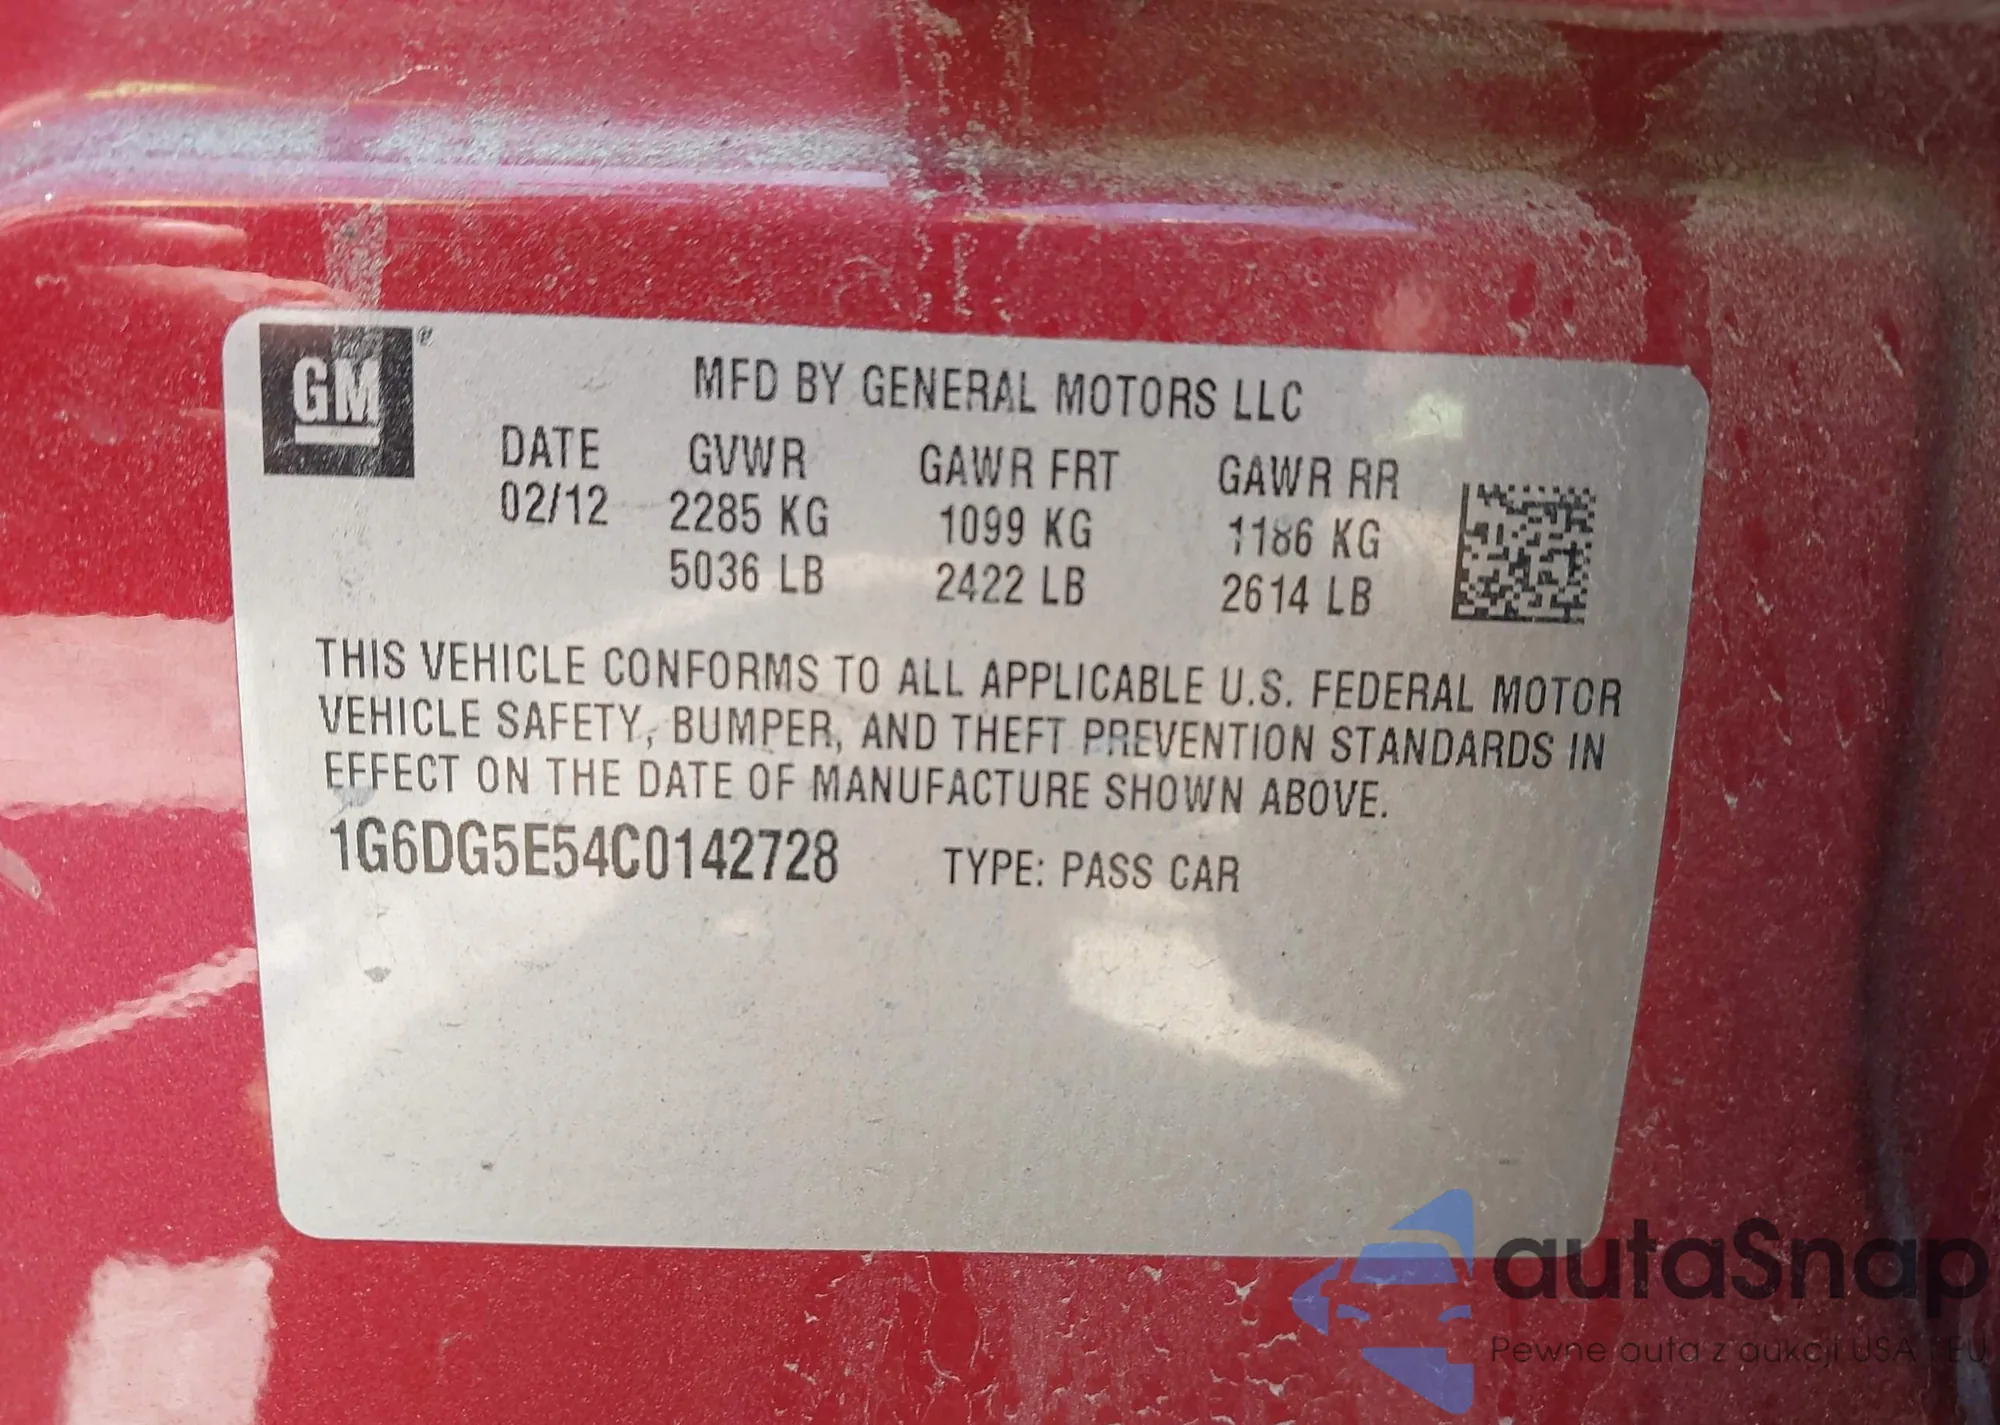 GM ®
MFD BY GENERAL MOTORS LLC
DATE GVWR GAWR FRT GAWR RR
02/12 2285 KG 1099 KG 1186 KG
5036 LB 2422 LB 2614 LB
THIS VEHICLE CONFORMS TO ALL APPLICABLE U.S. FEDERAL MOTOR
VEHICLE SAFETY, BUMPER, AND THEFT PREVENTION STANDARDS IN
EFFECT ON THE DATE OF MANUFACTURE SHOWN ABOVE.
1G6DG5E54C0142728 TYPE: PASS CAR
autaSnap
Pewne auta z aukcji USA i EU